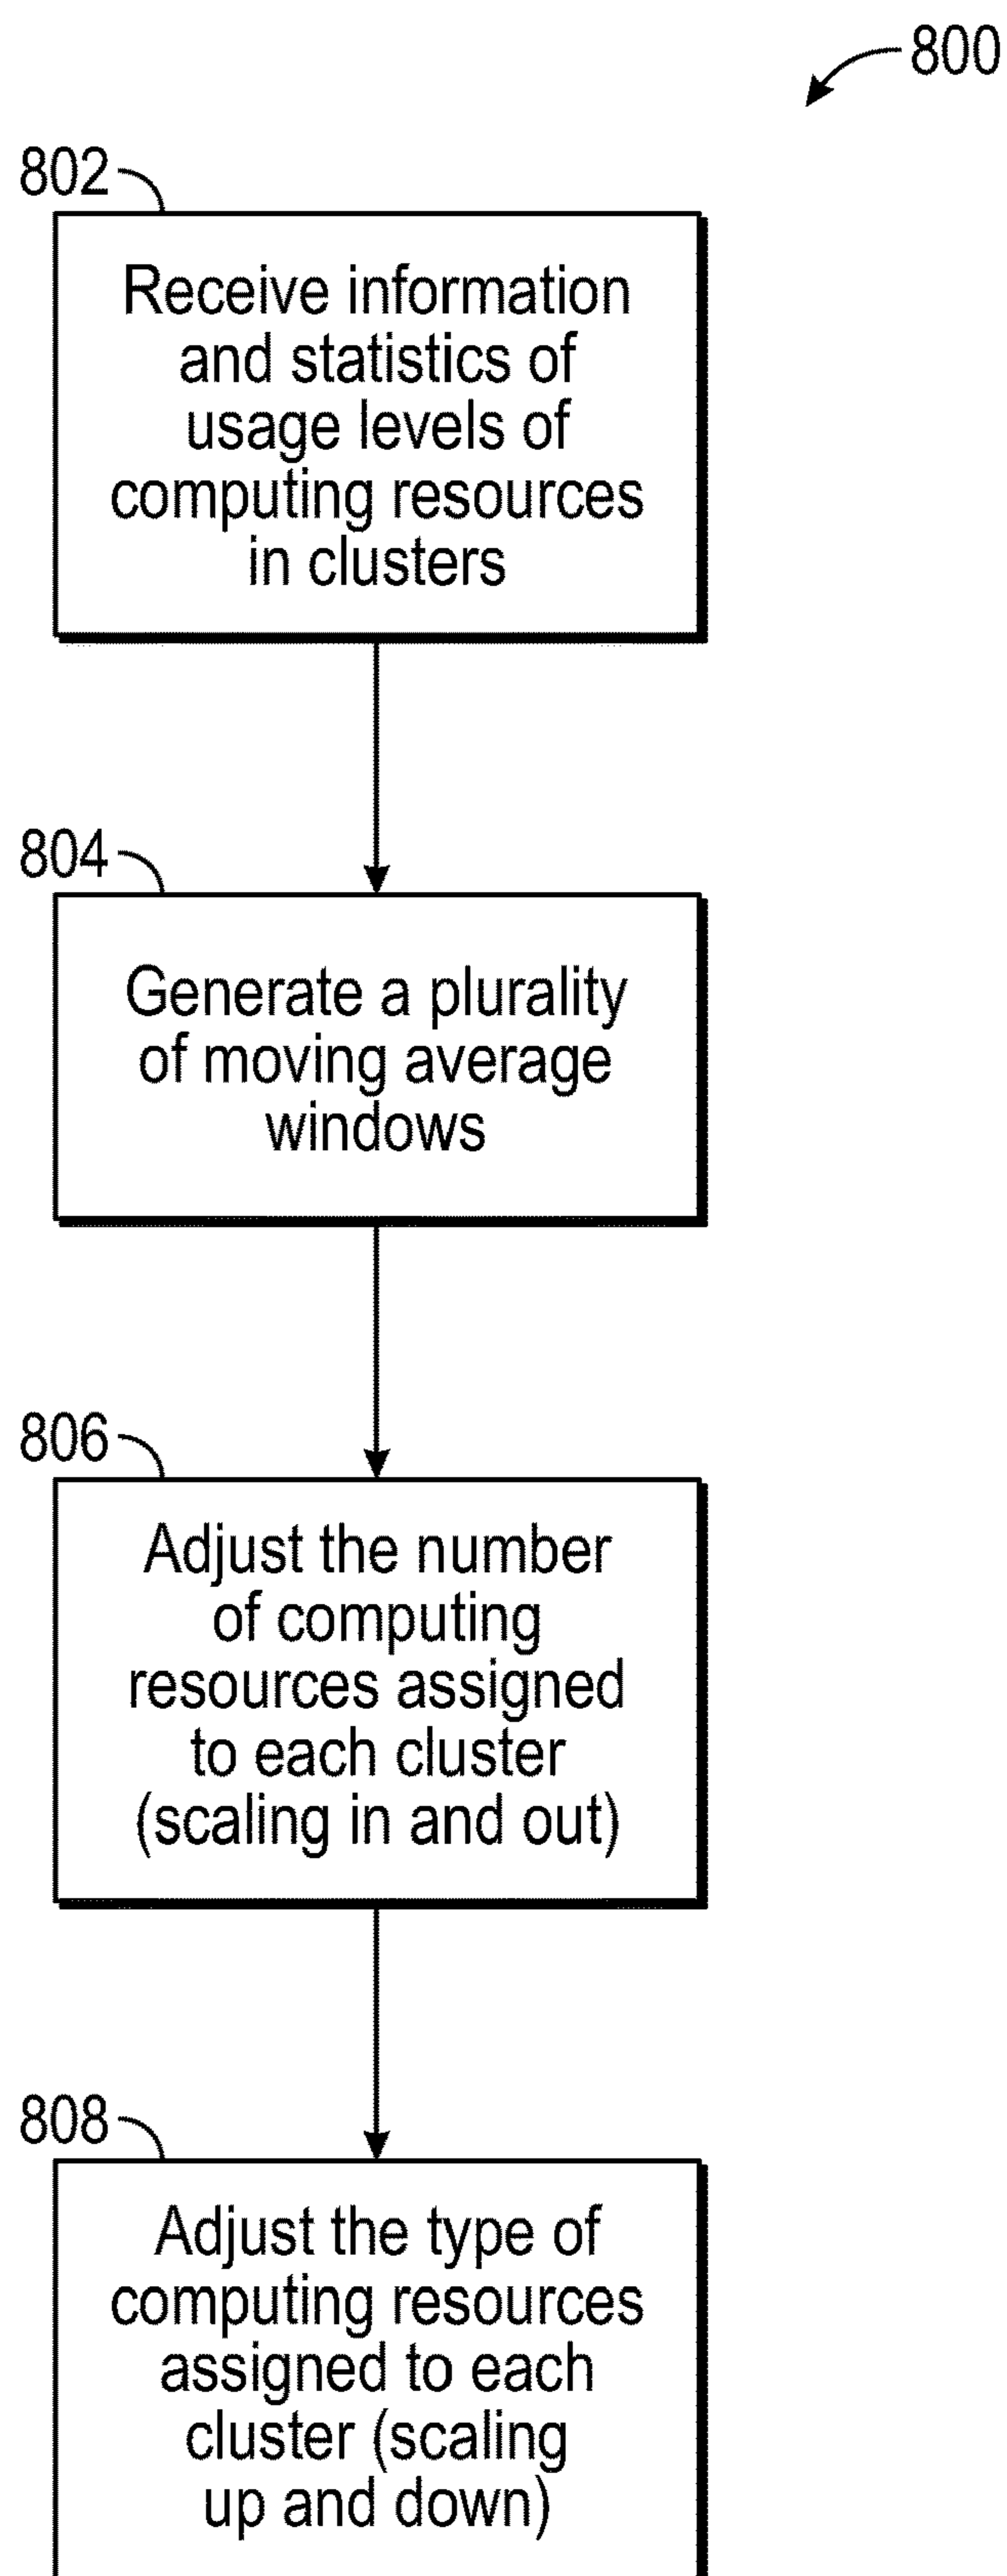 800
802
Receive information
and statistics of
usage levels of
computing resources
in clusters
804
Generate a plurality
of moving average
windows
806
Adjust the number
of computing
resources assigned
to each cluster
(scaling in and out)
808
Adjust the type of
computing resources
assigned to each
cluster (scaling
up and down)